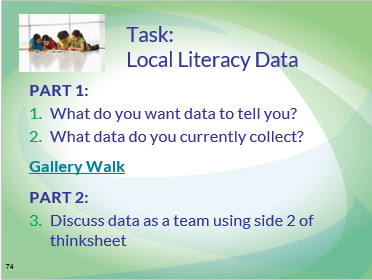 Task:
Local Literacy Data
PART 1:
1. What do you want data to tell you?
2. What data do you currently collect?
Gallery Walk
PART 2:
3. Discuss data as a team using side 2 of
thinksheet
74